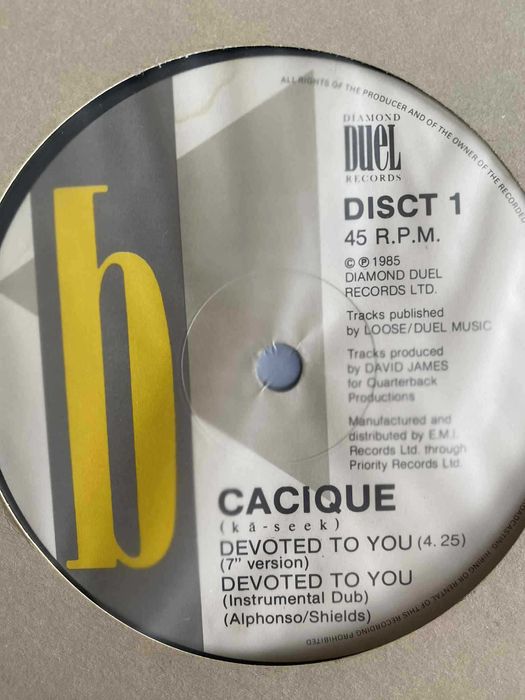 ALL RIGHTS OF THE PRODUCER AND OF THE OWNER OF THE RECORDED
DIAMOND
DUEL
RECORDS
DISCT 1
45 R.P.M.
© ℗ 1985
DIAMOND DUEL
RECORDS LTD.
Tracks published
by LOOSE/DUEL MUSIC
Tracks produced
by DAVID JAMES
for Quarterback
Productions
Manufactured and
distributed by E.M.I.
Records Ltd. through
Priority Records Ltd.
b
CACIQUE
(kā-seek)
DEVOTED TO YOU (4.25)
(7" version)
DEVOTED TO YOU
(Instrumental Dub)
(Alphonso/Shields)
BROADCASTING HIRING OR RENTAL OF THIS RECORDING PROHIBITED